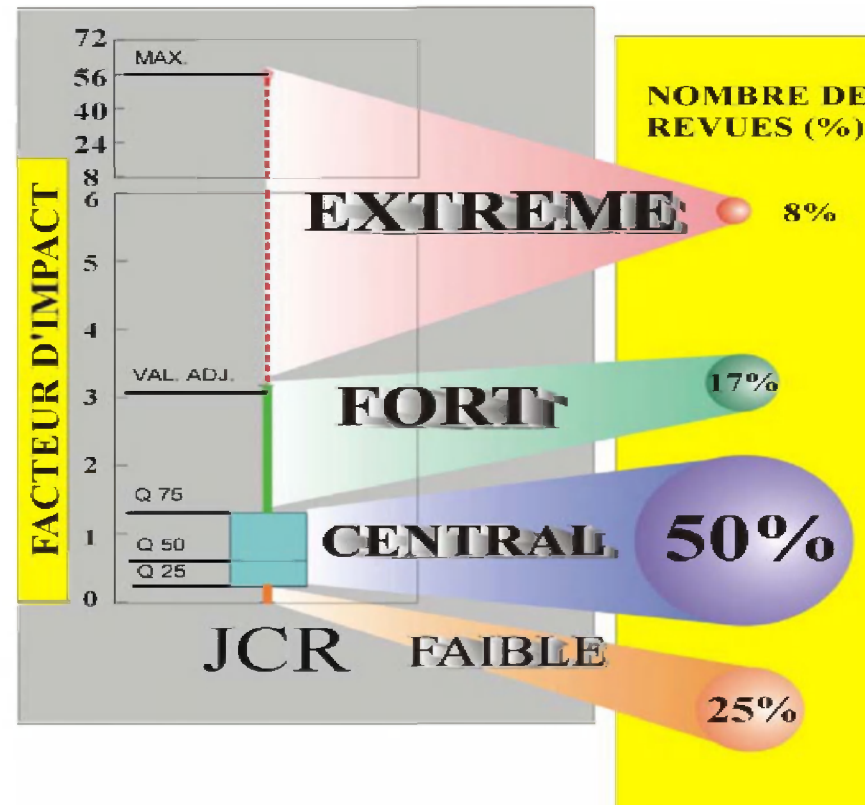 72
MAX.
56
40
24
8
6
5
4
VAL. ADJ.
3
2
Q 75
1
Q 50
Q 25
0
FACTEUR D'IMPACT
JCR
EXTREME
FORT
CENTRAL
FAIBLE
NOMBRE DE
REVUES (%)
8%
17%
50%
25%